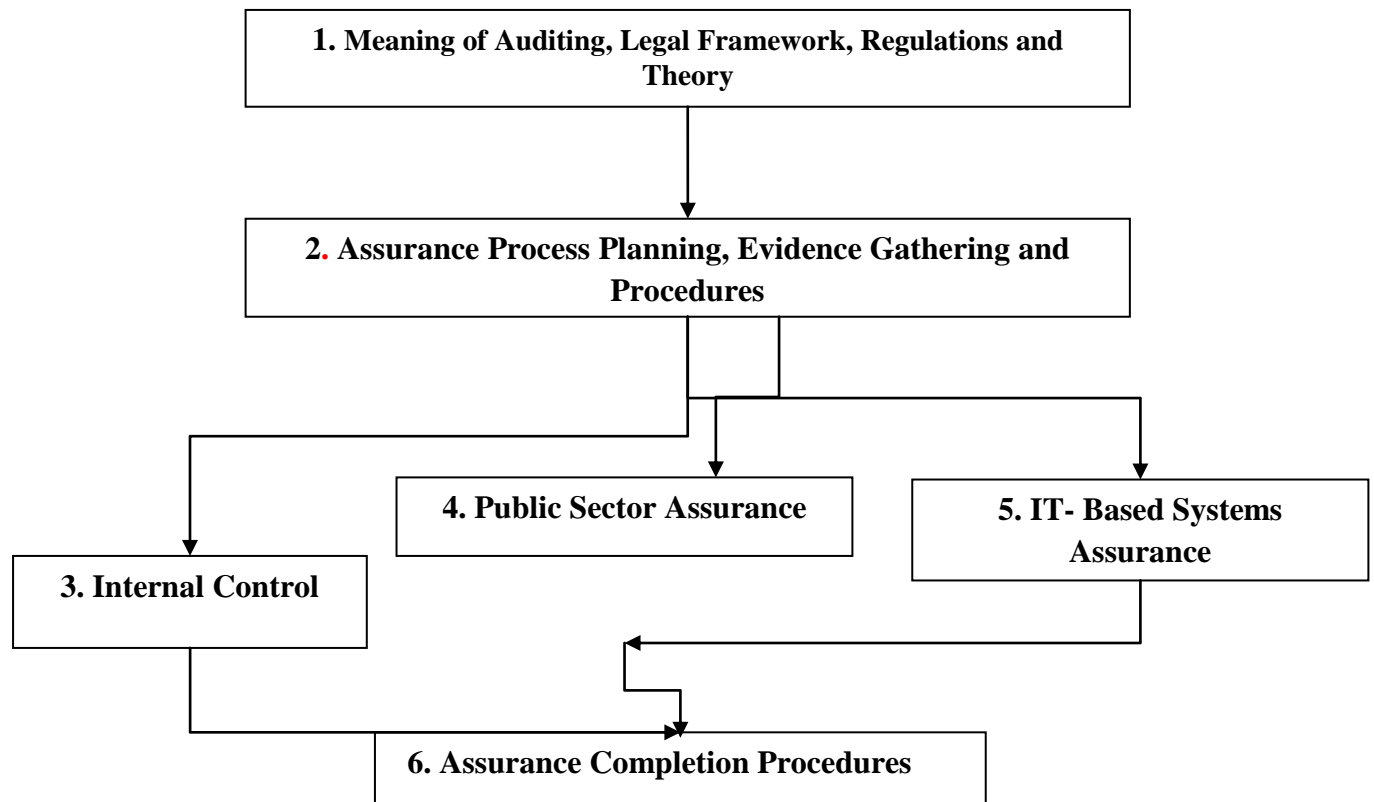 1. Meaning of Auditing, Legal Framework, Regulations and
Theory
2. Assurance Process Planning, Evidence Gathering and
Procedures
4. Public Sector Assurance
5. IT- Based Systems
Assurance
3. Internal Control
6. Assurance Completion Procedures